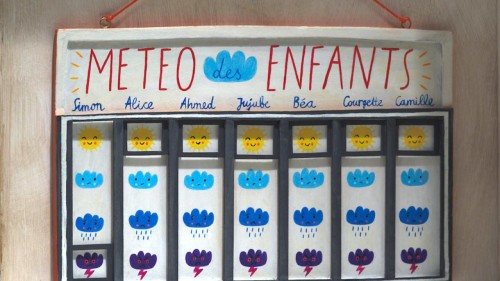 METEO des ENFANTS
Simon Alice Ahmed Jujube Béa Courgette Camille